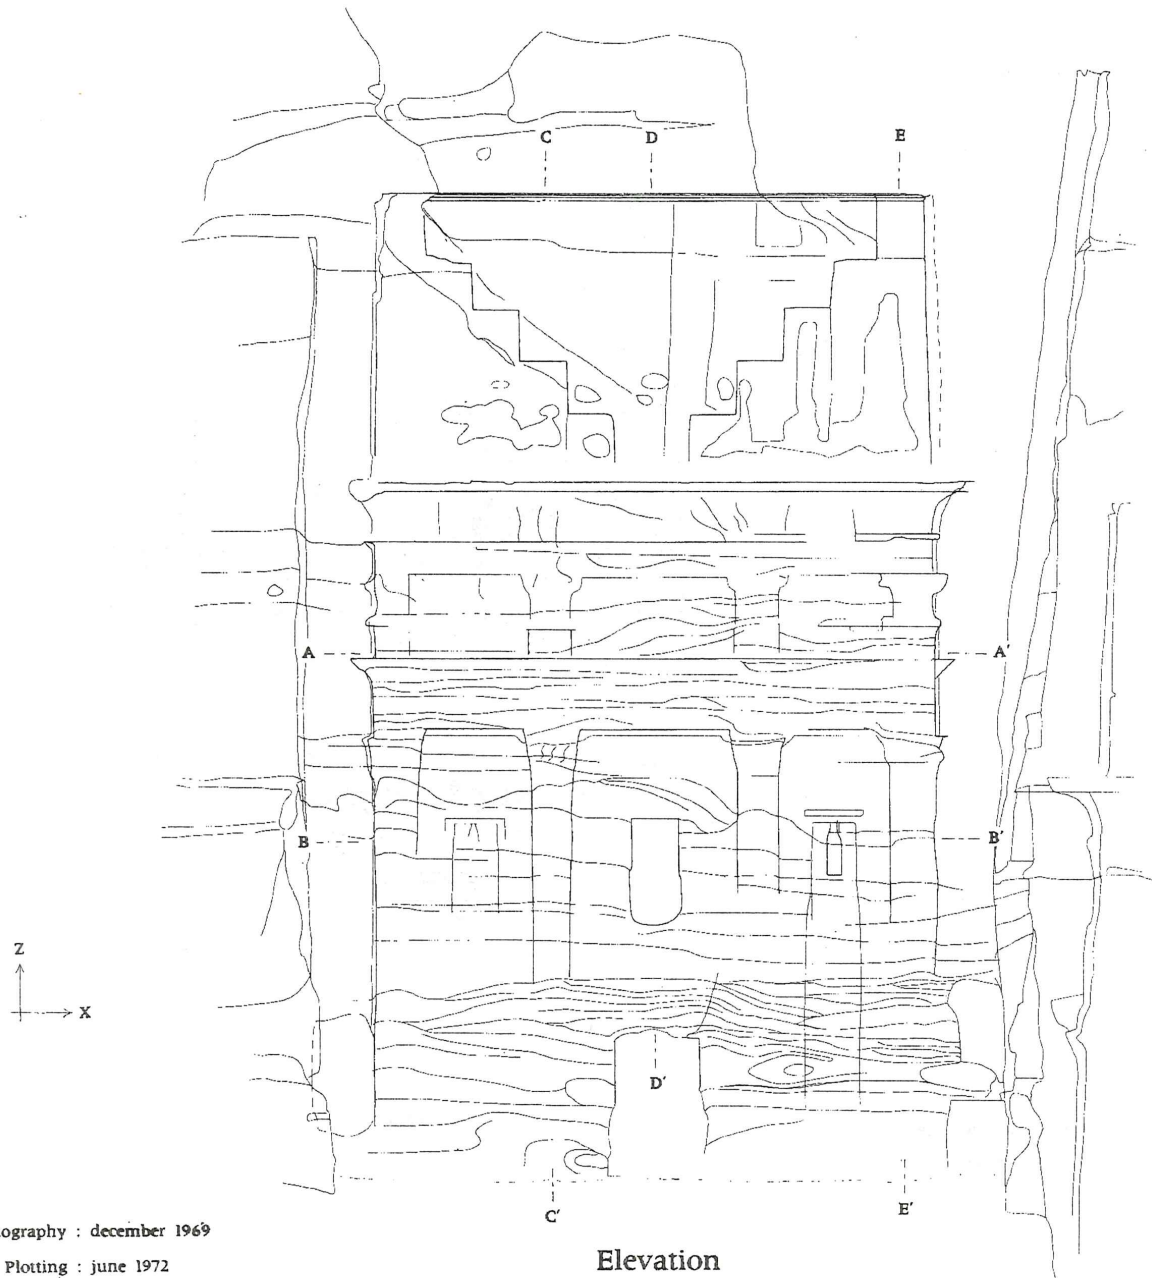 C D E
A A'
B B'
Z
X
D'
C' E'
ography : december 1969
Plotting : june 1972
Elevation